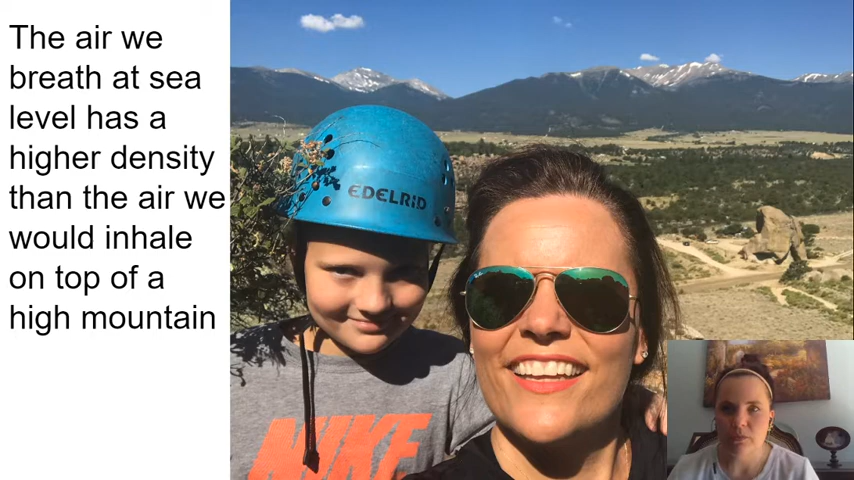 The air we
breath at sea
level has a
higher density
than the air we
would inhale
on top of a
high mountain
EDELRID
NIKE